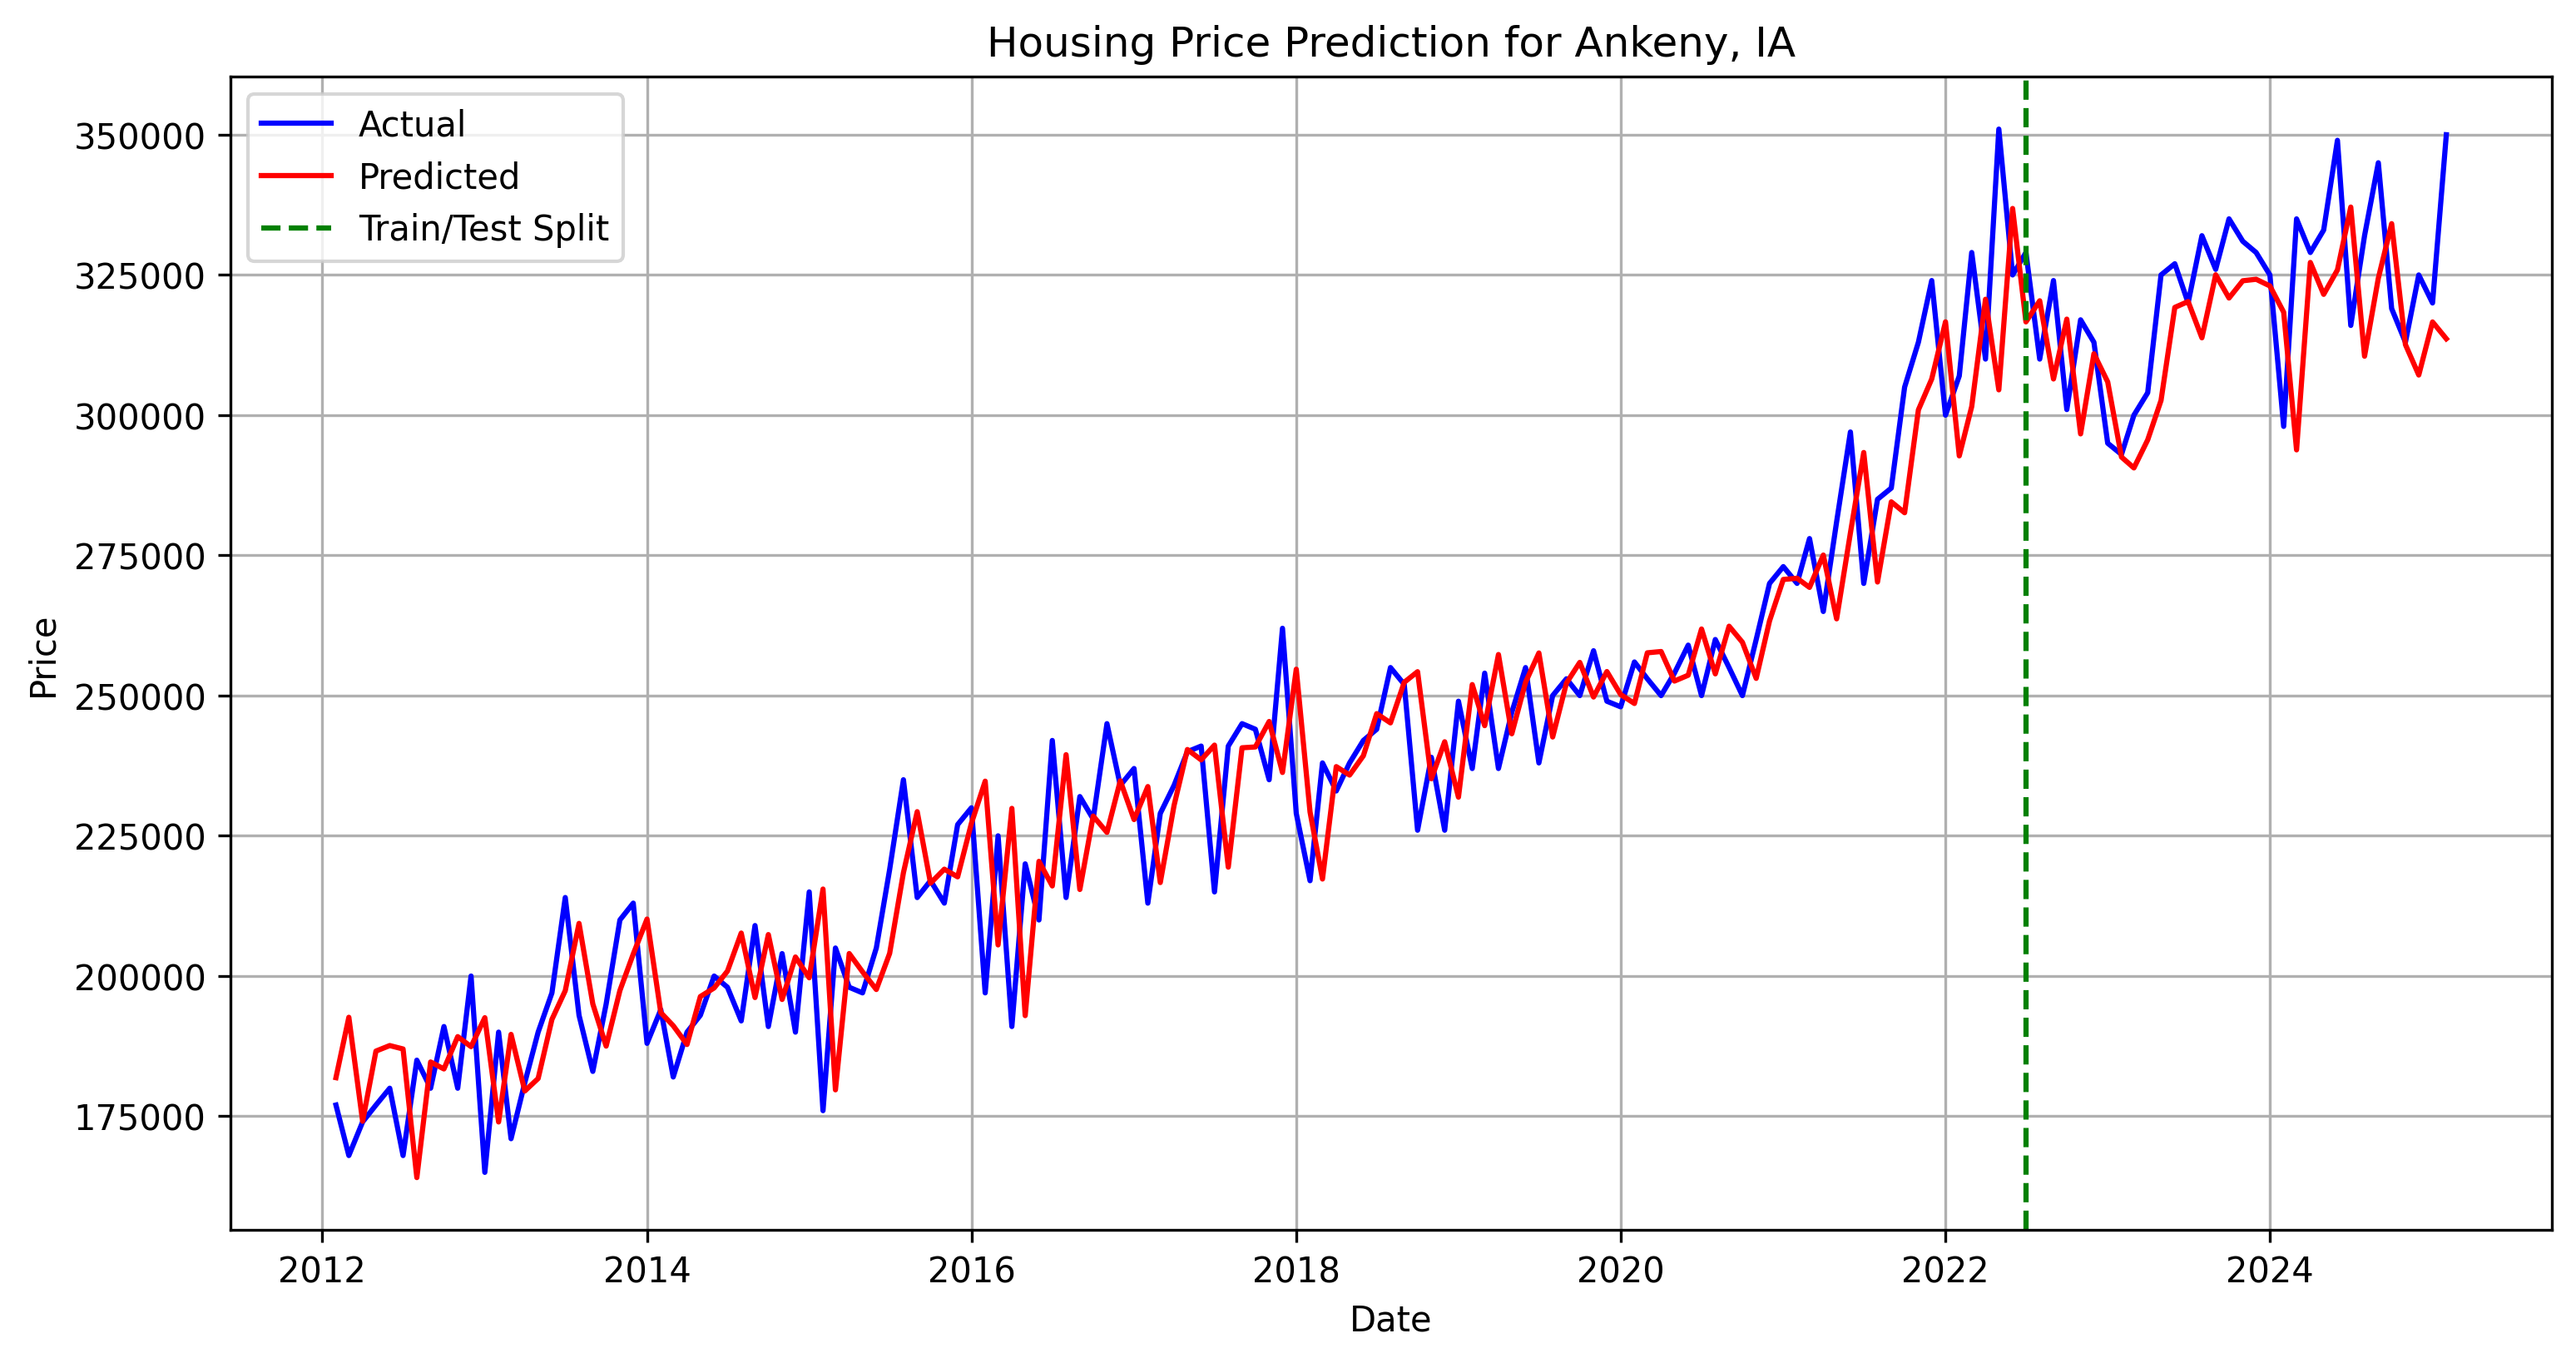 Housing Price Prediction for Ankeny, IA
Actual
Predicted
Train/Test Split
350000
325000
300000
275000
250000
225000
200000
175000
Price
2012 2014 2016 2018 2020 2022 2024
Date